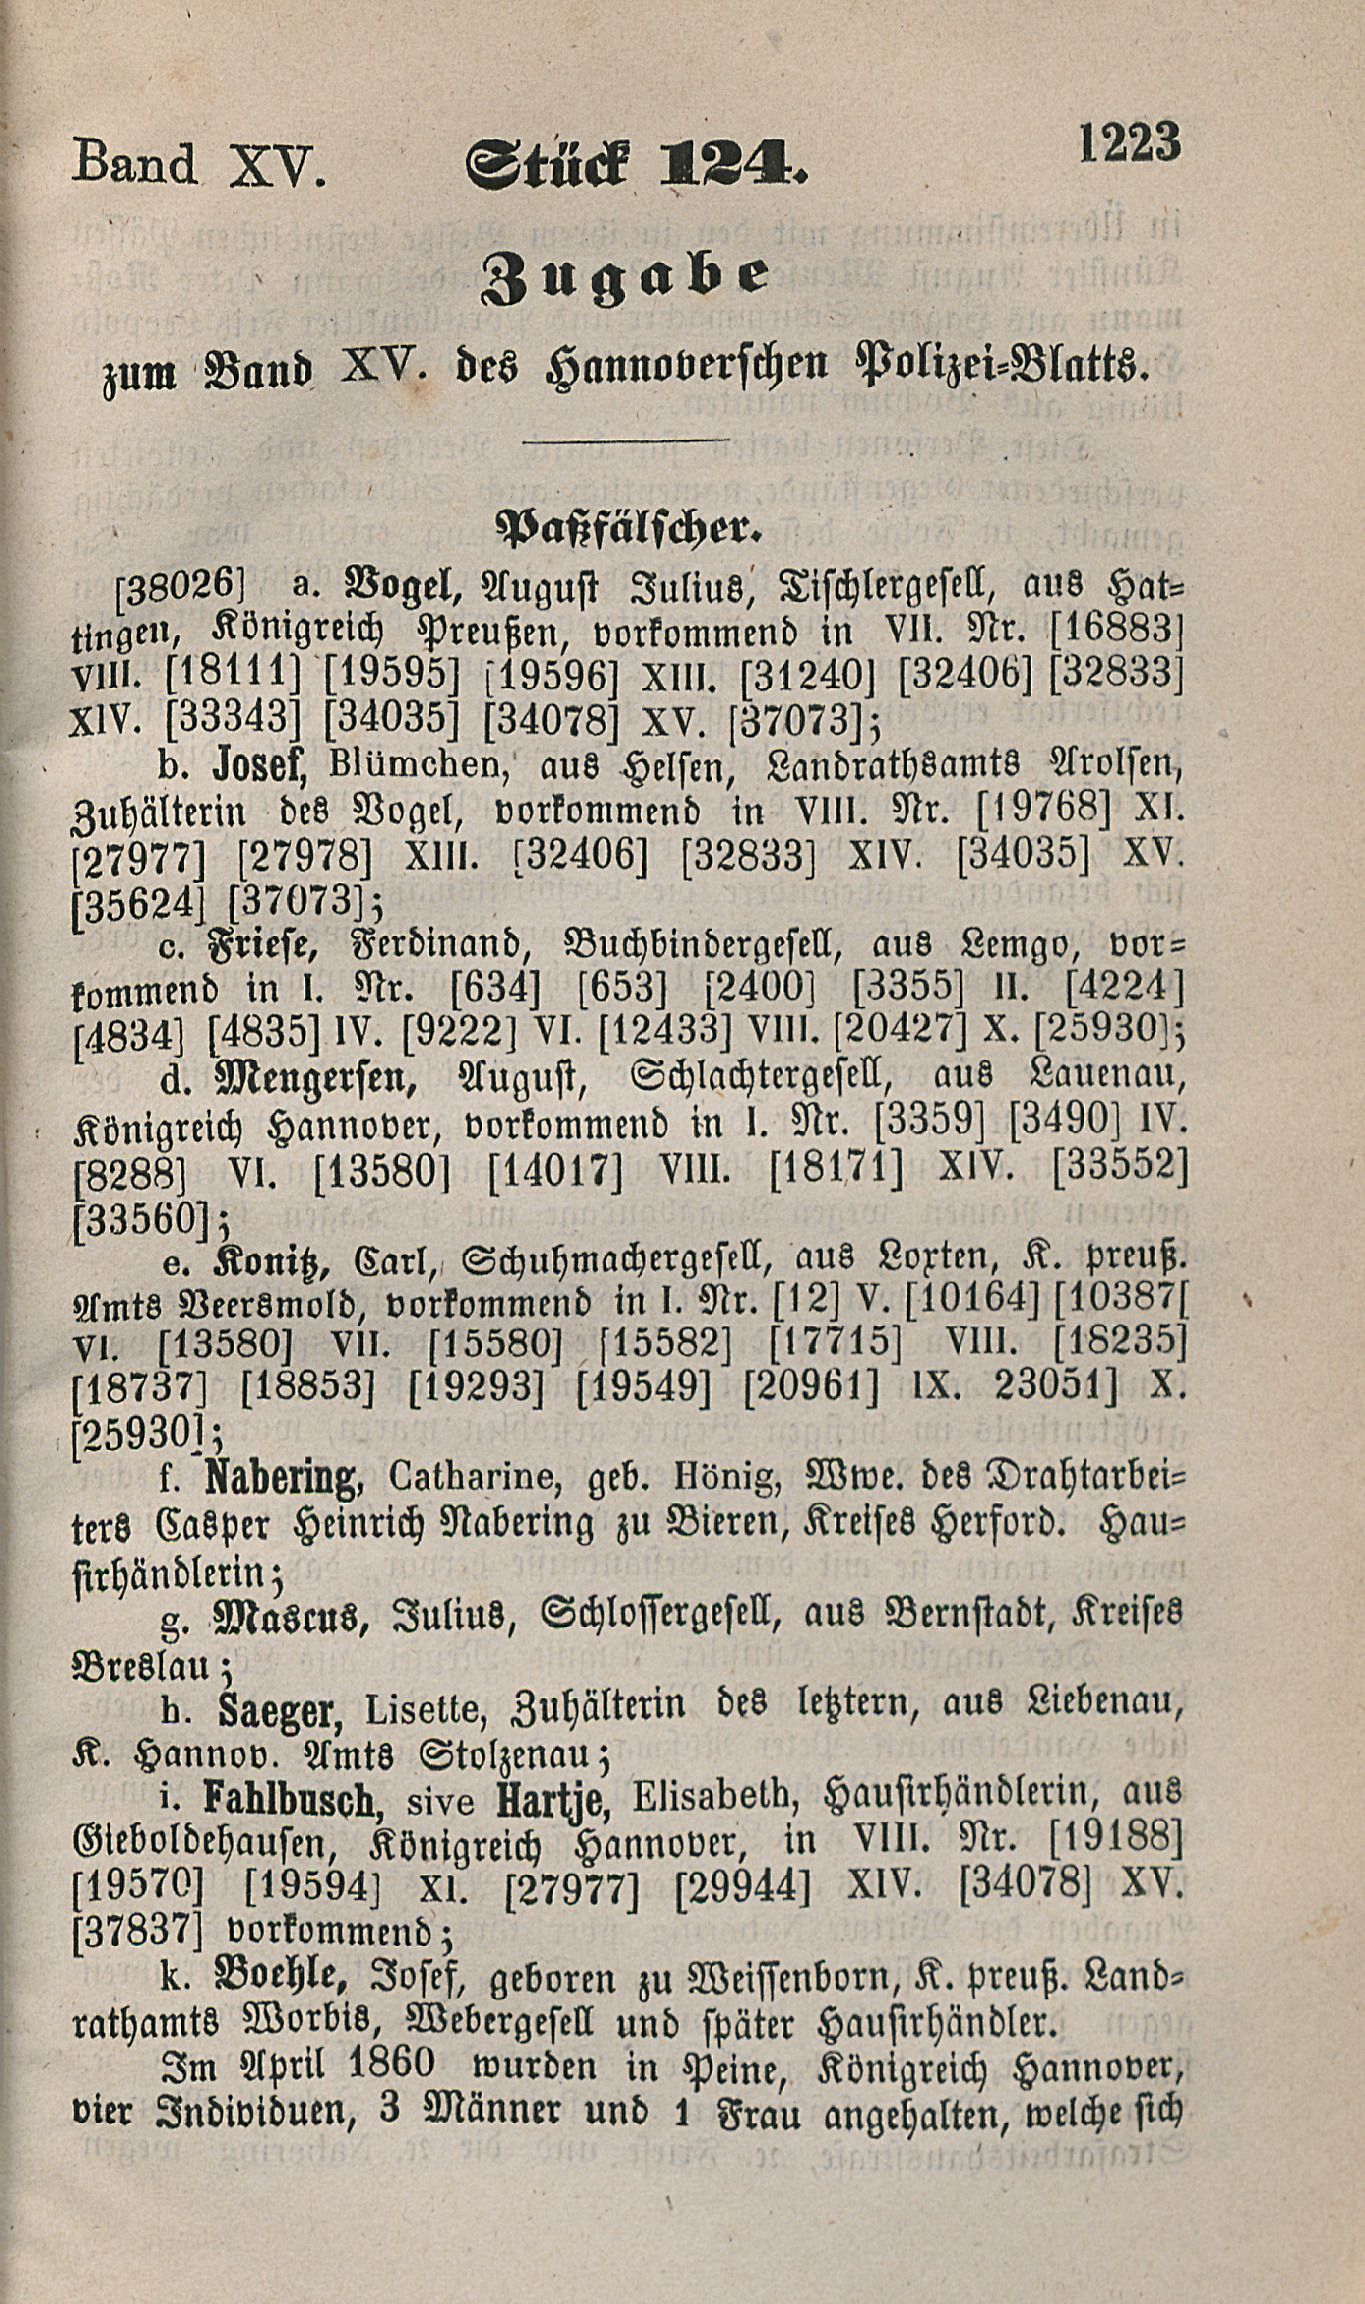 Band XV. Stück 124. 1223
Zugabe
zum Band XV. des Hannoverschen Polizei-Blatts.
Paßfälscher.
[38026] a. Vogel, August Julius, Tischlergesell, aus Hat-
tingen, Königreich Preußen, vorkommend in VII. Nr. [16883]
VIII. [18111] [19595] [19596] XIII. [31240] [32406] [32833]
XIV. [33343] [34035] [34078] XV. [37073];
b. Josef, Blümchen, aus Helsen, Landrathsamts Arolsen,
Zuhälterin des Vogel, vorkommend in VIII. Nr. [19768] XI.
[27977] [27978] XIII. [32406] [32833] XIV. [34035] XV.
[35624] [37073];
c. Friese, Ferdinand, Buchbindergesell, aus Lemgo, vor-
kommend in I. Nr. [634] [653] [2400] [3355] II. [4224]
[4834] [4835] IV. [9222] VI. [12433] VIII. [20427] X. [25930];
d. Mengersen, August, Schlachtergesell, aus Lauenau,
Königreich Hannover, vorkommend in I. Nr. [3359] [3490] IV.
[8288] VI. [13580] [14017] VIII. [18171] XIV. [33552]
[33560];
e. Konitz, Carl, Schuhmachergesell, aus Loxten, K. preuß.
Amts Veersmold, vorkommend in I. Nr. [12] V. [10164] [10387[
VI. [13580] VII. [15580] [15582] [17715] VIII. [18235]
[18737] [18853] [19293] [19549] [20961] IX. 23051] X.
[25930];
f. Nabering, Catharine, geb. Hönig, Wwe. des Drahtarbei-
ters Casper Heinrich Nabering zu Bieren, Kreises Herford. Hau-
sirhändlerin;
g. Mascus, Julius, Schlossergesell, aus Bernstadt, Kreises
Breslau;
h. Saeger, Lisette, Zuhälterin des letztern, aus Liebenau,
K. Hannov. Amts Stolzenau;
i. Fahlbusch, sive Hartje, Elisabeth, Hausirhändlerin, aus
Gieboldehausen, Königreich Hannover, in VIII. Nr. [19188]
[19570] [19594] XI. [27977] [29944] XIV. [34078] XV.
[37837] vorkommend;
k. Boehle, Josef, geboren zu Weissenborn, K. preuß. Land-
rathamts Worbis, Webergesell und später Hausirhändler.
Im April 1860 wurden in Peine, Königreich Hannover,
vier Individuen, 3 Männer und 1 Frau angehalten, welche sich